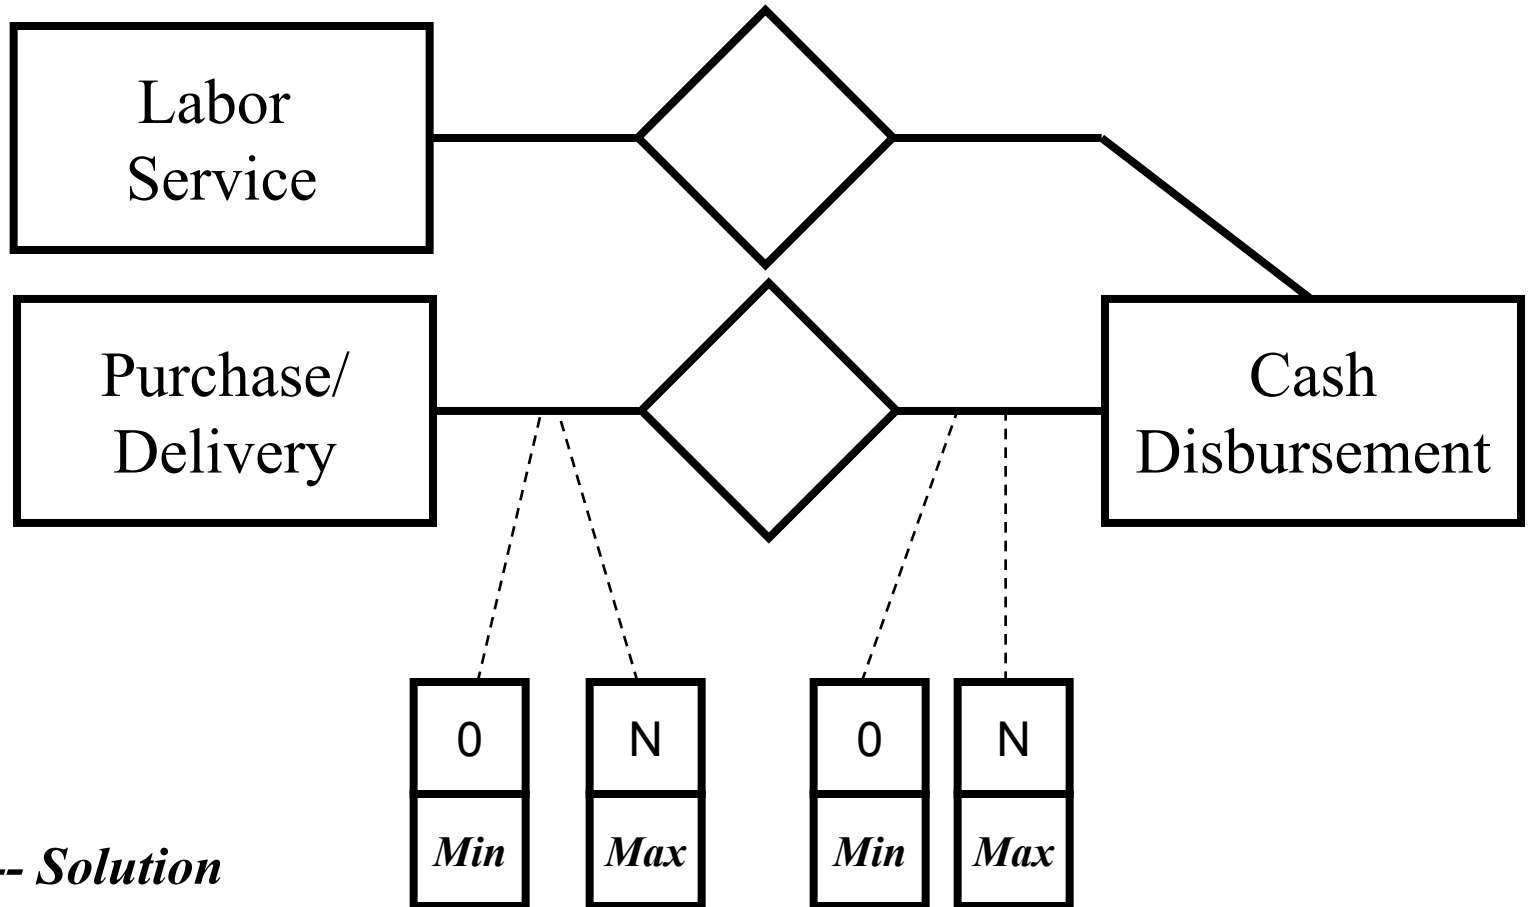 Labor
Service
Purchase/
Delivery
Cash
Disbursement
0
N
0
N
Min
Max
Min
Max
-- Solution